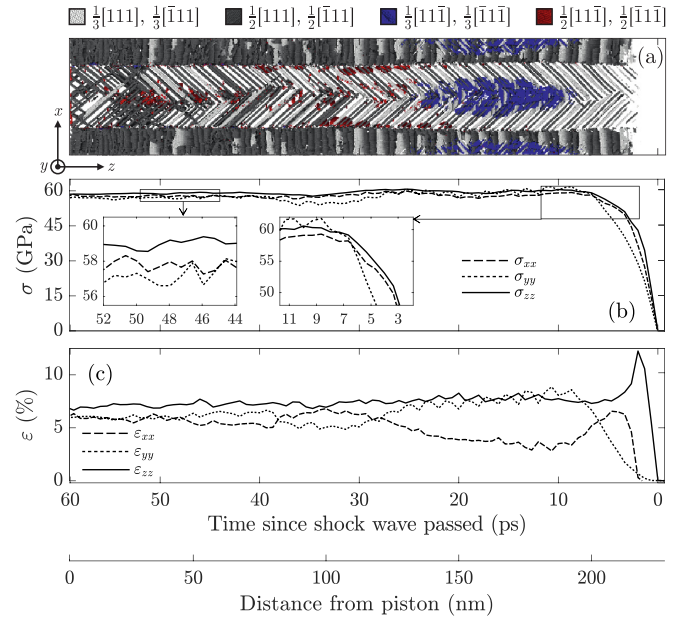 ⅓[111], ⅓[1̄11] ½[111], ½[1̄11] ⅓[111̄], ⅓[1̄11̄] ½[111̄], ½[1̄11̄]
(a)
x
y z
60
45
30
15
0
σ (GPa)
60
58
56
52 50 48 46 44
60
55
50
11 9 7 5 3
σxx
σyy
σzz
(b)
(c)
10
5
0
ε (%)
εxx
εyy
εzz
60 50 40 30 20 10 0
Time since shock wave passed (ps)
0 50 100 150 200
Distance from piston (nm)